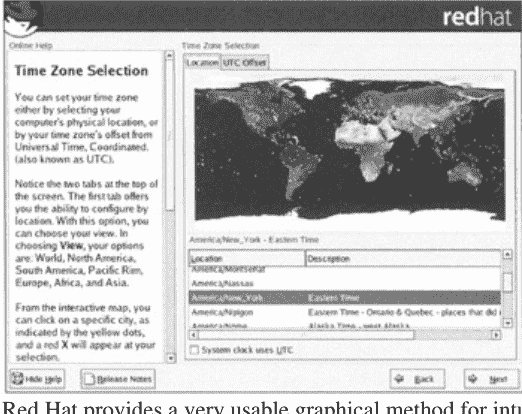 redhat
Online Help
Time Zone Selection
You can set your time zone
either by selecting your
computer's physical location, or
by your time zone's offset from
Universal Time, Coordinated.
(also known as UTC).
Notice the two tabs at the top of
the screen. The first tab offers
you the ability to configure by
location. With this option, you
can choose your view. In
choosing View, your options
are: World, North America,
South America, Pacific Rim,
Europe, Africa, and Asia.
From the interactive map, you
can click on a specific city, as
indicated by the yellow dots,
and a red X will appear at your
selection.
Time Zone Selection
Location UTC Offset
America/New_York - Eastern Time
Location Description
America/Montserrat
America/Nassau
America/New_York Eastern Time
America/Nipigon Eastern Time - Ontario & Quebec - places that did
America/Nome Alaska Time - west Alaska
System clock uses UTC
Hide Help
Release Notes
Back
Next
Red Hat provides a very usable graphical method for